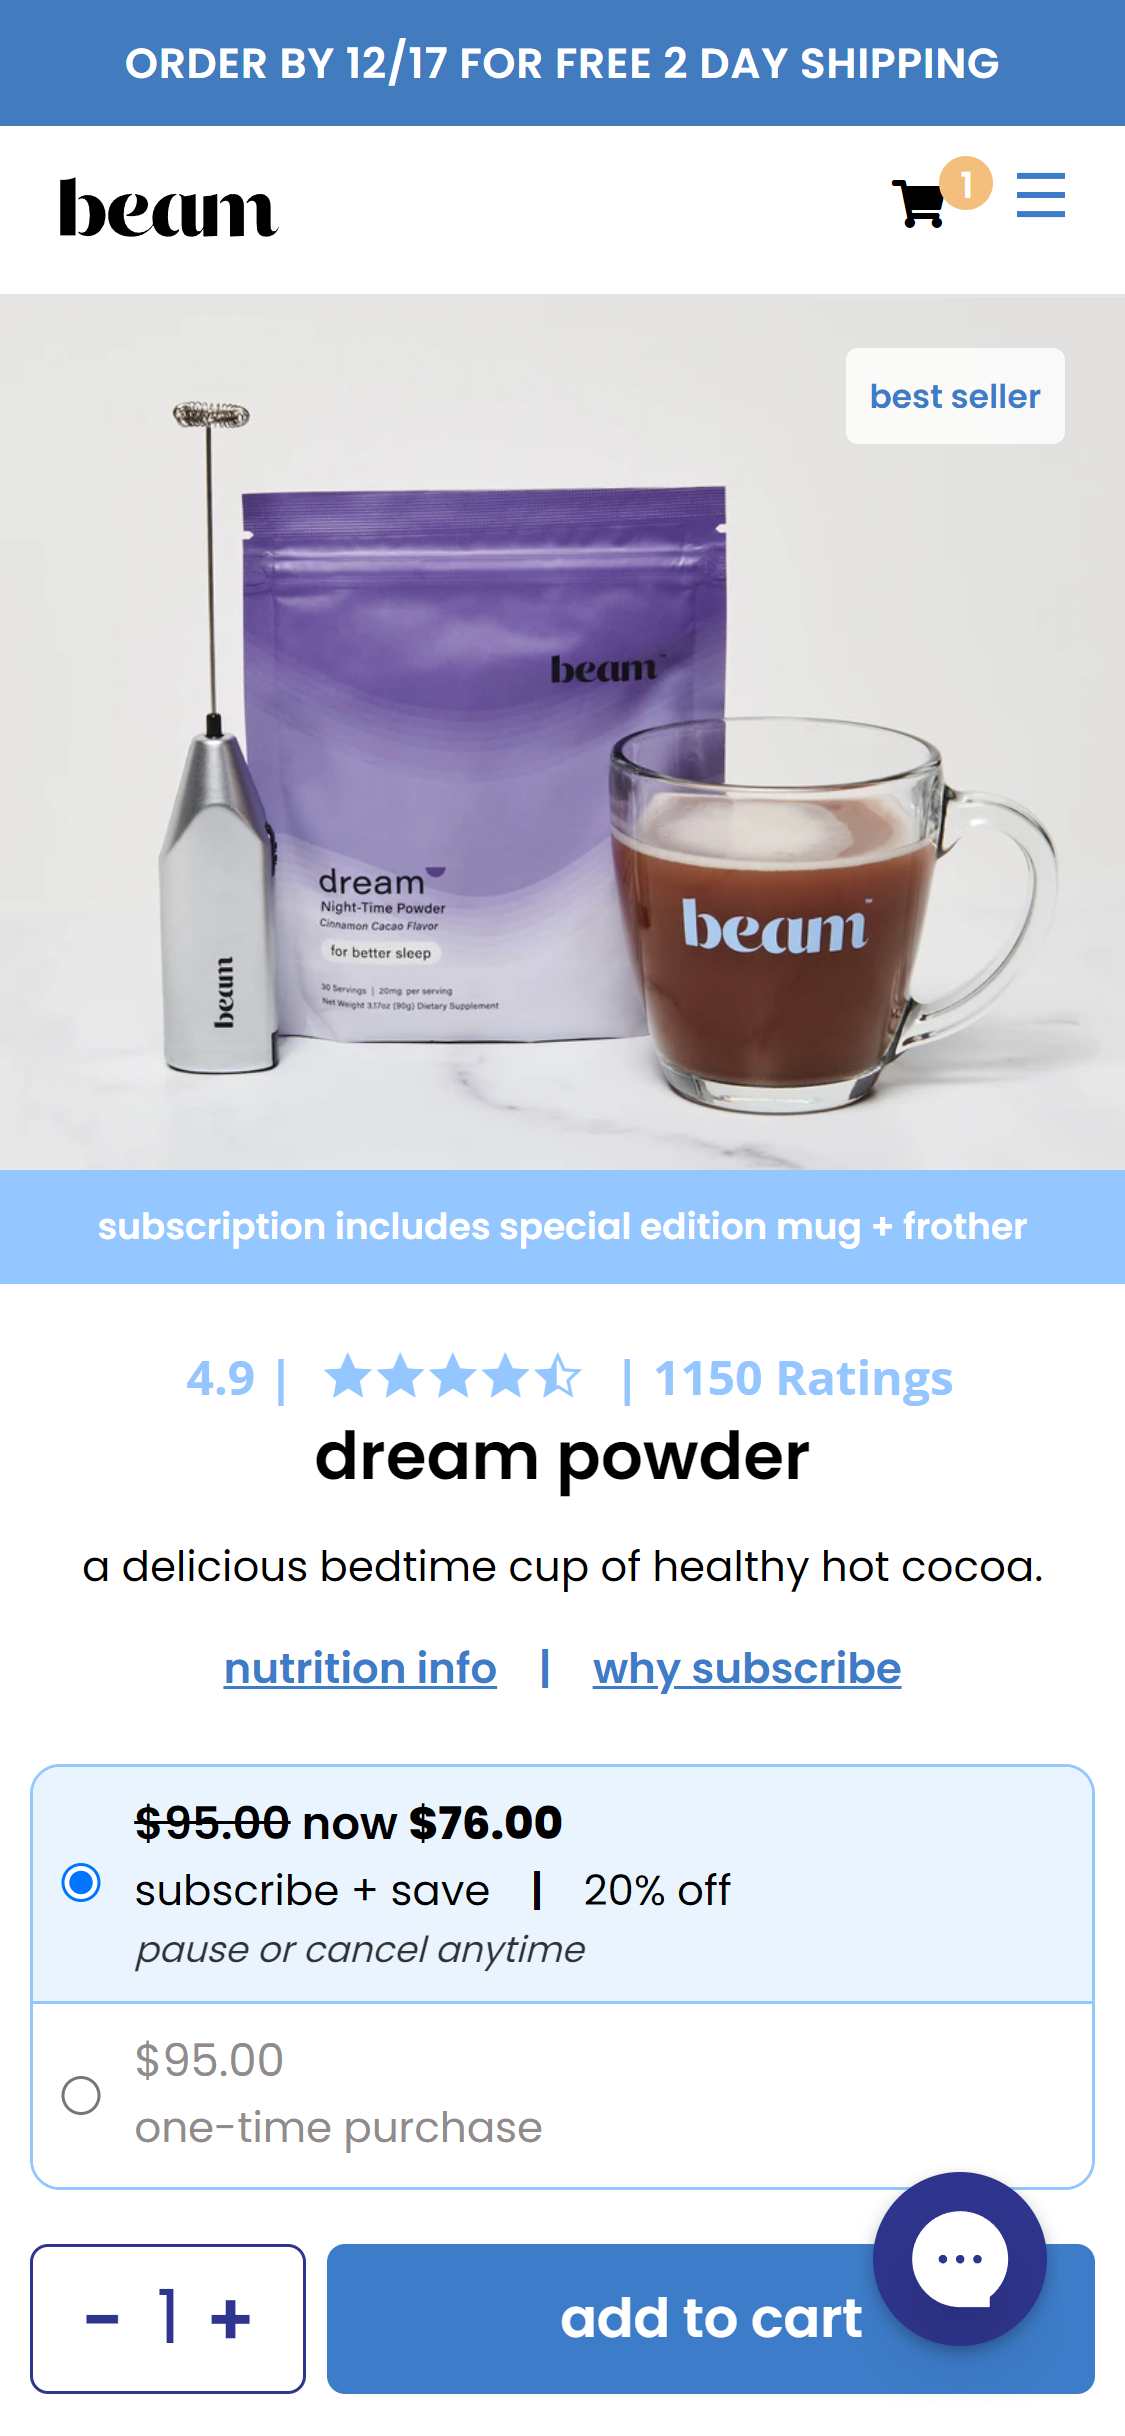 ORDER BY 12/17 FOR FREE 2 DAY SHIPPING
beam
1
best seller
beam™
dream
Night-Time Powder
Cinnamon Cacao Flavor
for better sleep
30 Servings | 20mg per serving
Net Weight 3.17oz (90g) Dietary Supplement
beam
beam™
subscription includes special edition mug + frother
4.9 | | 1150 Ratings
dream powder
a delicious bedtime cup of healthy hot cocoa.
nutrition info | why subscribe
$95.00 now $76.00
subscribe + save | 20% off
pause or cancel anytime
$95.00
one-time purchase
- 1 + add to cart